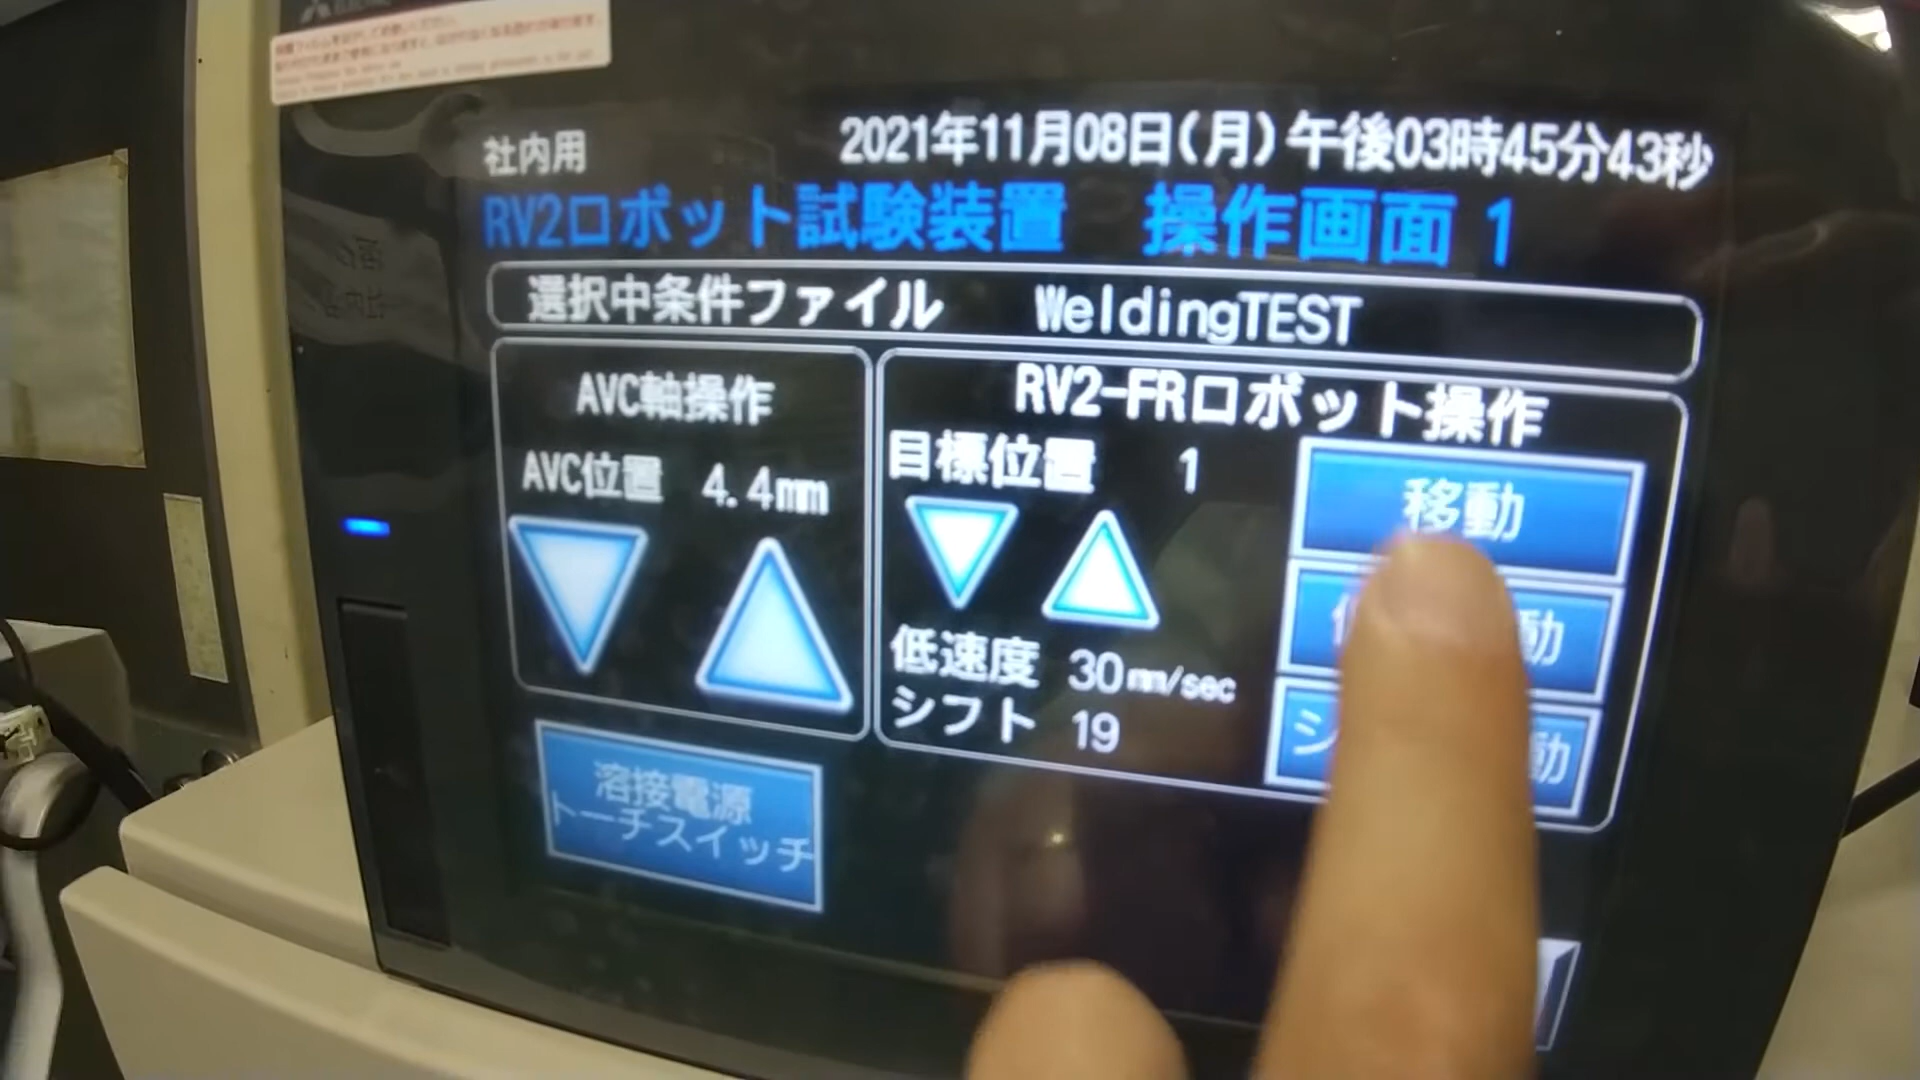 社内用
2021年11月08日(月)午後03時45分43秒
RV2ロボット試験装置 操作画面 1
選択中条件ファイル WeldingTEST
AVC軸操作
AVC位置 4.4mm
RV2-FRロボット操作
目標位置 1
移動
動
低速度 30mm/sec
シフト 19
シ
動
溶接電源
トーチスイッチ